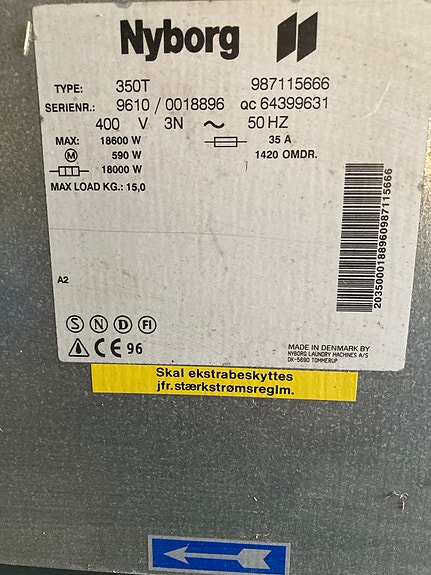 Nyborg
TYPE: 350T 987115666
SERIENR.: 9610 / 0018896 QC 64399631
400 V 3N ~ 50 HZ
MAX: 18600 W 35 A
M 590 W 1420 OMDR.
18000 W
MAX LOAD KG.: 15,0
2035000188960987115666
A2
S N D FI
CE 96
MADE IN DENMARK BY
NYBORG LAUNDRY MACHINES A/S
DK-5690 TOMMERUP
Skal ekstrabeskyttes
jfr.stærkstrømsreglm.